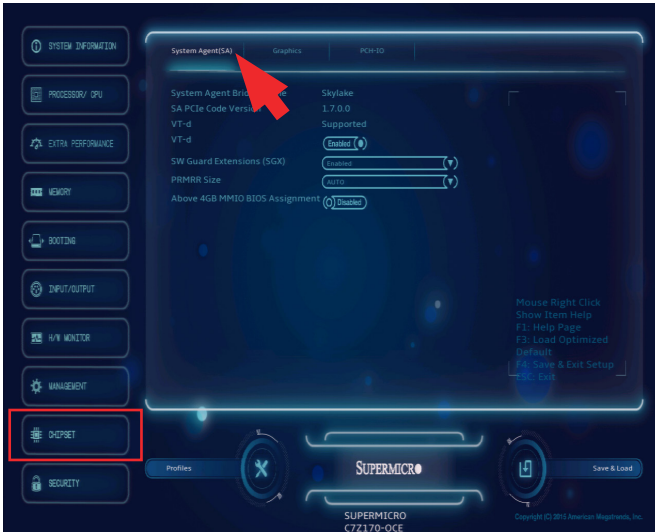 SYSTEM INFORMATION
PROCESSOR/ CPU
EXTRA PERFORMANCE
MEMORY
BOOTING
INPUT/OUTPUT
H/W MONITOR
MANAGEMENT
CHIPSET
SECURITY
System Agent(SA) Graphics PCH-IO
System Agent Skylake
SA PCIe Code 1.7.0.0
VT-d Supported
VT-d Enabled
SW Guard Extensions (SGX) Enabled
PRMRR Size AUTO
Above 4GB MMIO BIOS Assignment Disabled
Mouse Right Click
Show Item Help
F1: Help Page
F3: Load Optimized
Default
F4: Save & Exit Setup
ESC: Exit
Profiles SUPERMICRO Save & Load
SUPERMICRO
C7Z170-OCE
Copyright (C) 2015 American Megatrends, Inc.